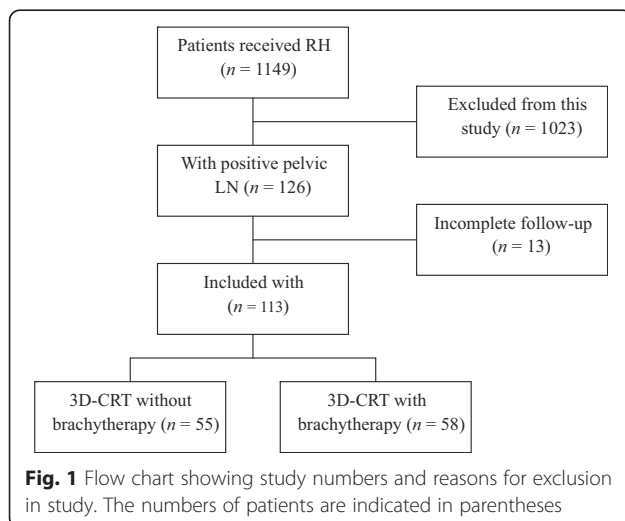 Patients received RH
(n = 1149)
Excluded from this
study (n = 1023)
With positive pelvic
LN (n = 126)
Incomplete follow-up
(n = 13)
Included with
(n = 113)
3D-CRT without
brachytherapy (n = 55)
3D-CRT with
brachytherapy (n = 58)
Fig. 1 Flow chart showing study numbers and reasons for exclusion
in study. The numbers of patients are indicated in parentheses